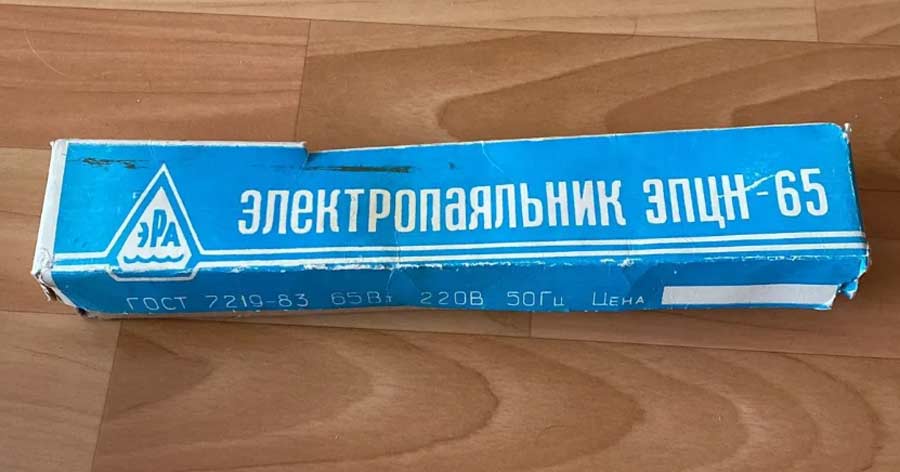 ЭРА
ЭЛЕКТРОПАЯЛЬНИК ЭПЦН-65
ГОСТ 7219-83 65Вт 220В 50Гц ЦЕНА